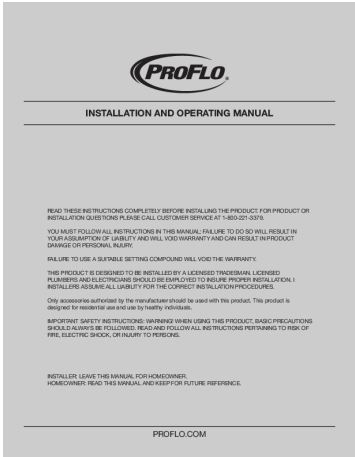 PROFLO®
INSTALLATION AND OPERATING MANUAL
READ THESE INSTRUCTIONS COMPLETELY BEFORE INSTALLING THE PRODUCT. FOR PRODUCT OR
INSTALLATION QUESTIONS PLEASE CALL CUSTOMER SERVICE AT 1-800-221-3379.
YOU MUST FOLLOW ALL INSTRUCTIONS IN THIS MANUAL; FAILURE TO DO SO WILL RESULT IN
YOUR ASSUMPTION OF LIABILITY AND WILL VOID WARRANTY AND CAN RESULT IN PRODUCT
DAMAGE OR PERSONAL INJURY.
FAILURE TO USE A SUITABLE SETTING COMPOUND WILL VOID THE WARRANTY.
THIS PRODUCT IS DESIGNED TO BE INSTALLED BY A LICENSED TRADESMAN. LICENSED
PLUMBERS AND ELECTRICIANS SHOULD BE EMPLOYED TO INSURE PROPER INSTALLATION. I
INSTALLERS ASSUME ALL LIABILITY FOR THE CORRECT INSTALLATION PROCEDURES.
Only accessories authorized by the manufacturer should be used with this product. This product is
designed for residential use and use by healthy individuals.
IMPORTANT SAFETY INSTRUCTIONS: WARNING! WHEN USING THIS PRODUCT, BASIC PRECAUTIONS
SHOULD ALWAYS BE FOLLOWED. READ AND FOLLOW ALL INSTRUCTIONS PERTAINING TO RISK OF
FIRE, ELECTRIC SHOCK, OR INJURY TO PERSONS.
INSTALLER: LEAVE THIS MANUAL FOR HOMEOWNER.
HOMEOWNER: READ THIS MANUAL AND KEEP FOR FUTURE REFERENCE.
PROFLO.COM